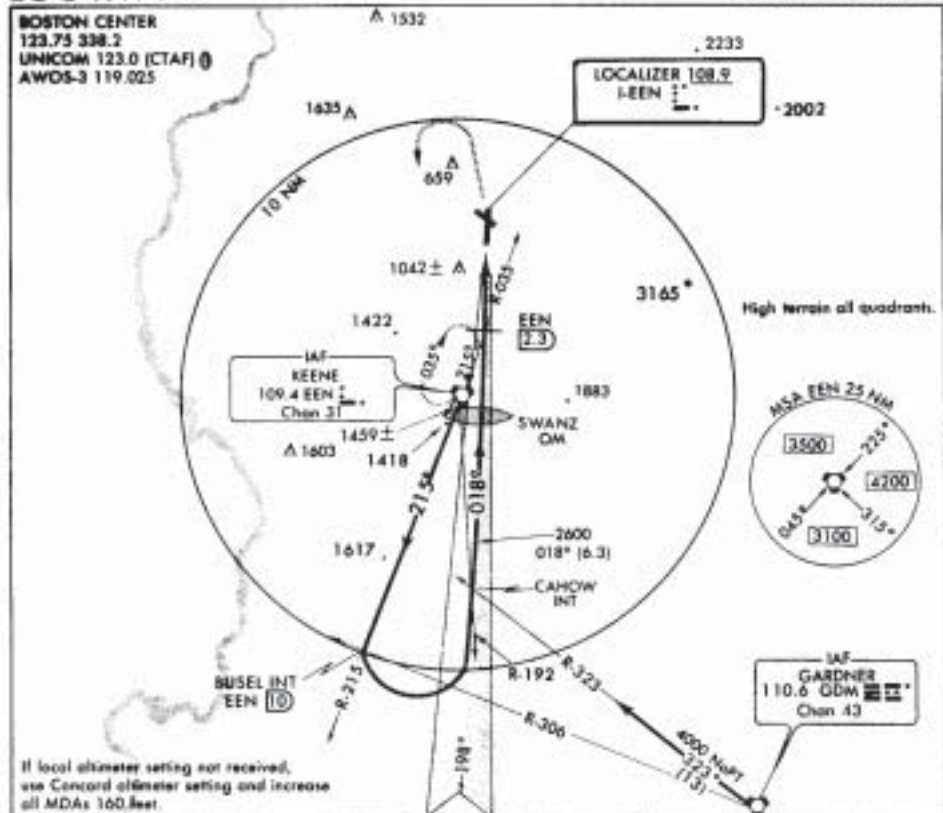 BOSTON CENTER
123.75 338.2
UNICOM 123.0 (CTAF)
AWOS-3 119.025
1532
2233
LOCALIZER 108.9
I-EEN
2002
1635
659
10 NM
1042±
R-035
3165
High terrain all quadrants.
1422
EEN
2.3
035°
215°
IAF
KEENE
109.4 EEN
Chan 31
1883
SWANZ
OM
1459±
1603
1418
MSA EEN 25 NM
3500
225°
4200
045°
315°
3100
215°
018°
2600
018° (6.3)
1617
CAHOW
INT
BUSEL INT
EEN 10
R-215
R-192
R-323
R-306
IAF
GARDNER
110.6 GDM
Chan 43
4000 NoPT
323°
(13)
198°
If local altimeter setting not received,
use Concord altimeter setting and increase
all MDAs 160 feet.